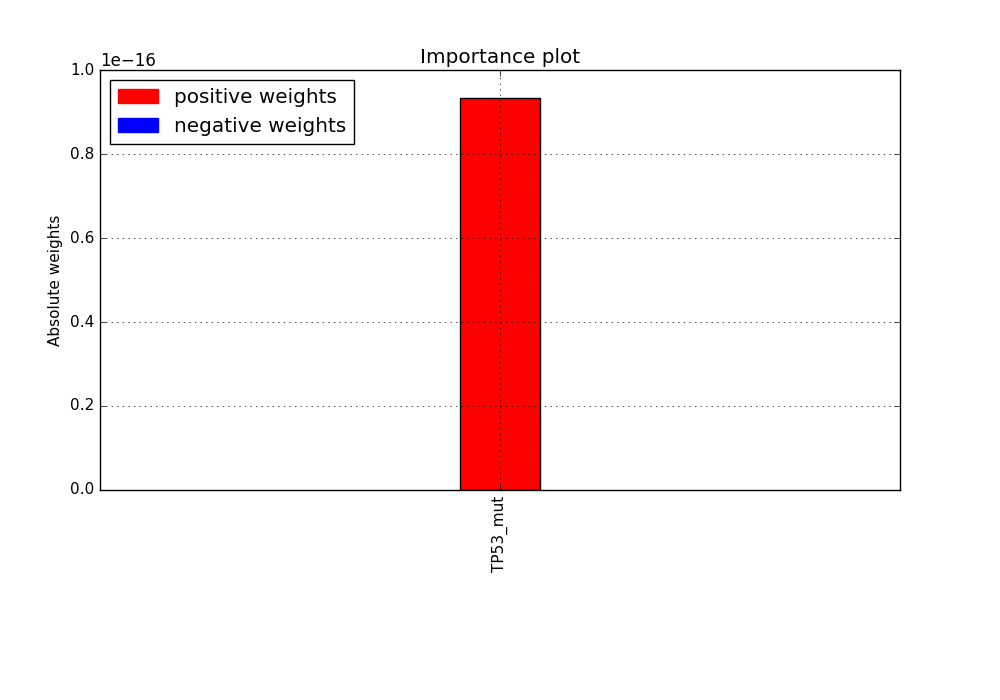 Importance plot
1e−16
positive weights
negative weights
1.0
0.8
0.6
0.4
0.2
0.0
Absolute weights
TP53_mut